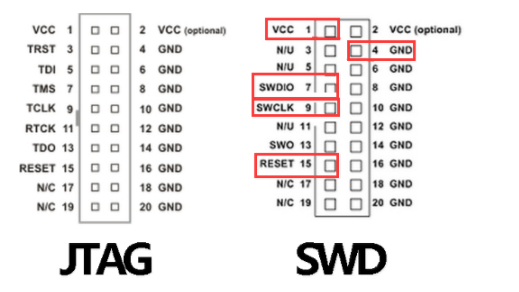 VCC 1 2 VCC (optional)
TRST 3 4 GND
TDI 5 6 GND
TMS 7 8 GND
TCLK 9 10 GND
RTCK 11 12 GND
TDO 13 14 GND
RESET 15 16 GND
N/C 17 18 GND
N/C 19 20 GND
JTAG
VCC 1 2 VCC (optional)
N/U 3 4 GND
N/U 5 6 GND
SWDIO 7 8 GND
SWCLK 9 10 GND
N/U 11 12 GND
SWO 13 14 GND
RESET 15 16 GND
N/C 17 18 GND
N/C 19 20 GND
SWD